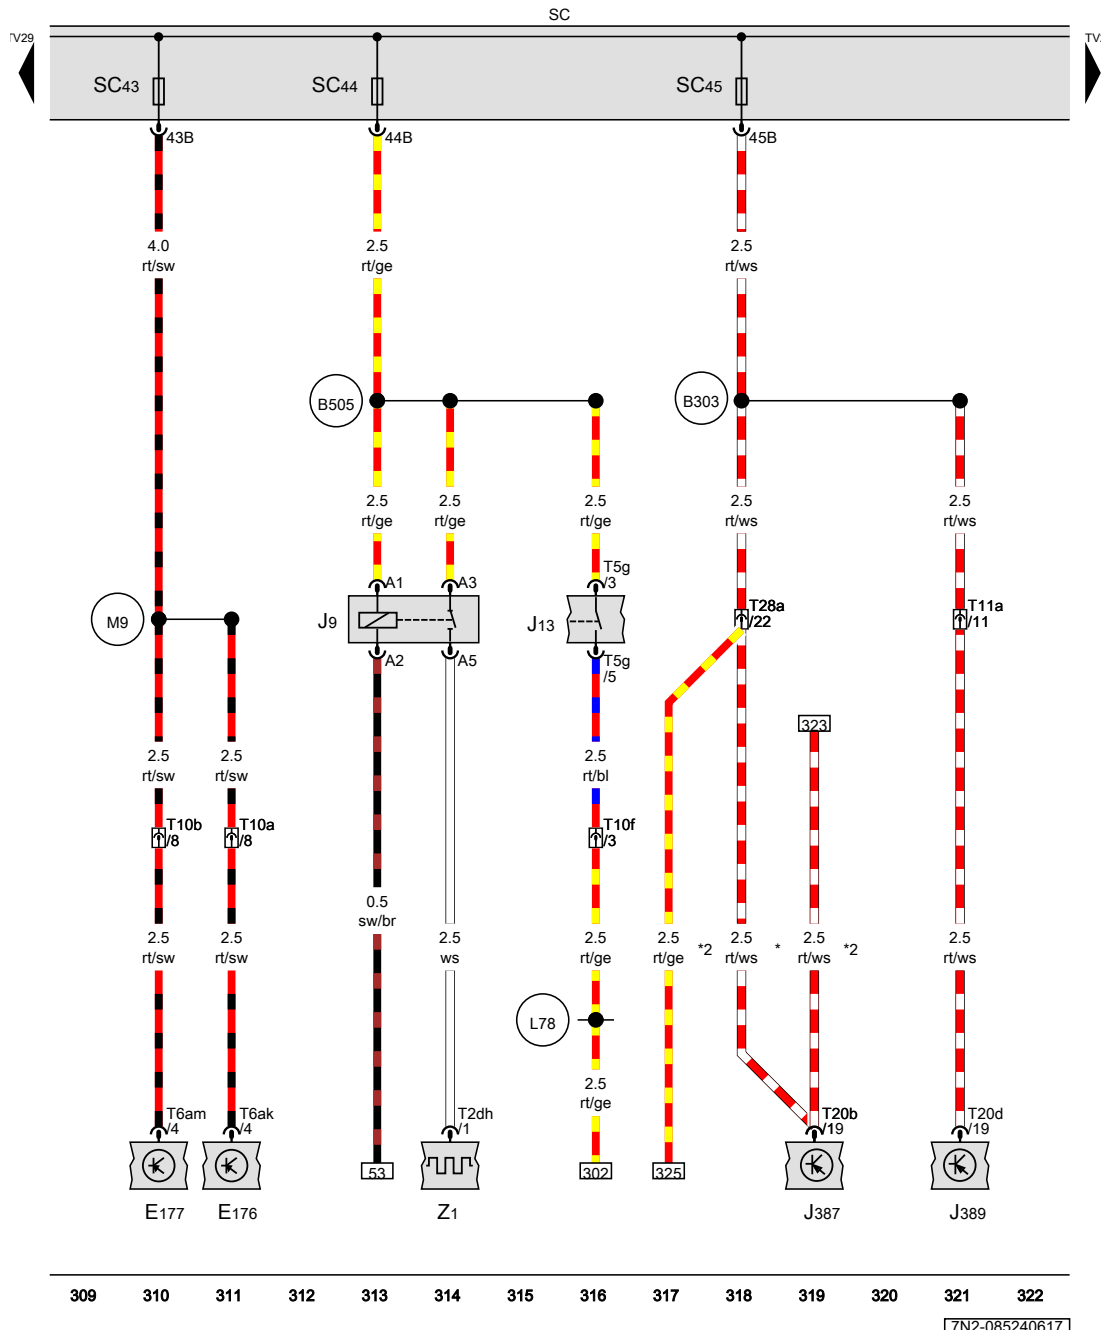 SC
TV29
TV
SC43
SC44
SC45
43B
44B
45B
4.0
rt/sw
2.5
rt/ge
2.5
rt/ws
B505
B303
2.5
rt/ge
2.5
rt/ge
2.5
rt/ge
2.5
rt/ws
2.5
rt/ws
A1
A3
T5g
/3
T28a
/22
T11a
/11
M9
J9
J13
A2
A5
T5g
/5
323
2.5
rt/sw
2.5
rt/sw
2.5
rt/bl
T10b
/8
T10a
/8
T10f
/3
0.5
sw/br
2.5
rt/sw
2.5
rt/sw
2.5
ws
2.5
rt/ge
2.5
rt/ge
*2
2.5
rt/ws
*
2.5
rt/ws
*2
2.5
rt/ws
L78
2.5
rt/ge
T6am
/4
T6ak
/4
T2dh
/1
T20b
/19
T20d
/19
53
302
325
E177
E176
Z1
J387
J389
309 310 311 312 313 314 315 316 317 318 319 320 321 322
7N2-085240617